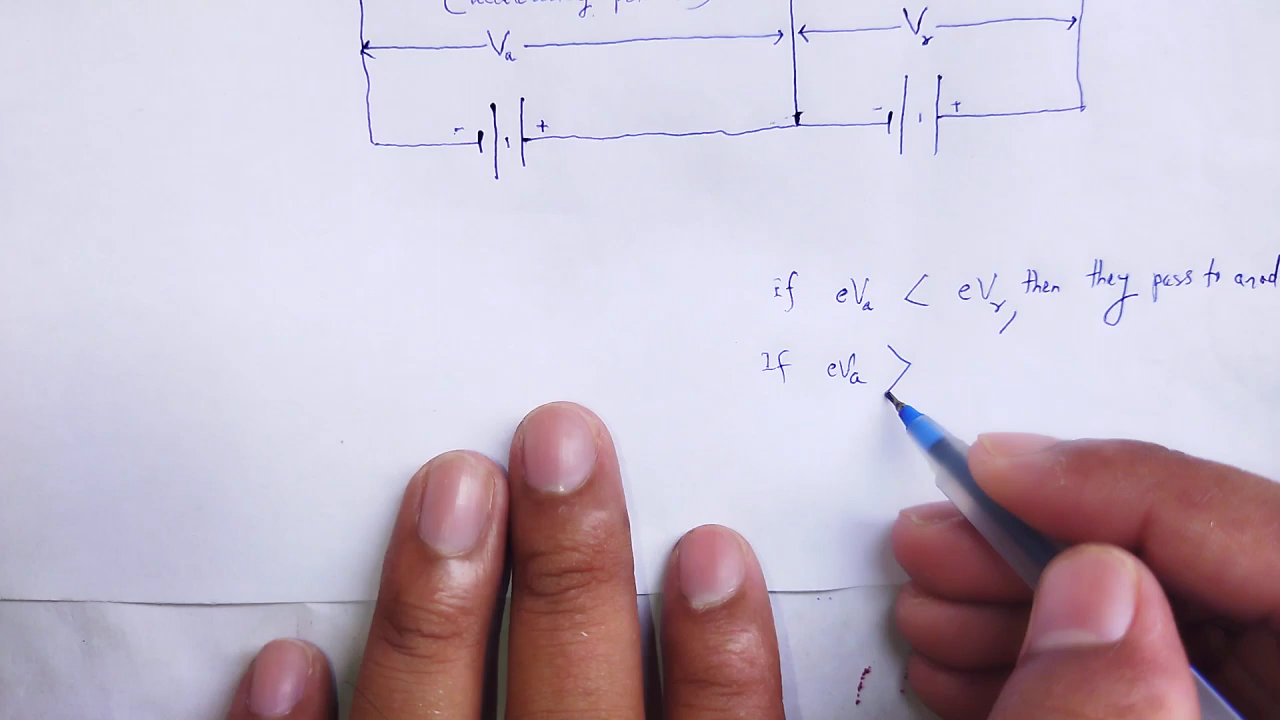 Va Vr
- + - +
if eVa < eVr, then they pass to anod
If eVa >